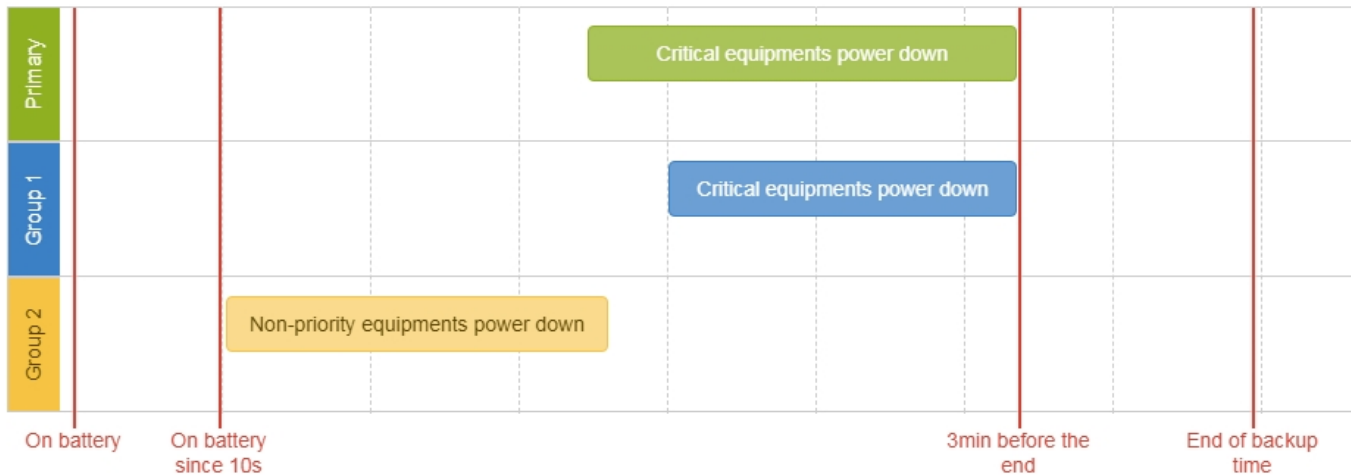 Primary
Critical equipments power down
Group 1
Critical equipments power down
Group 2
Non-priority equipments power down
On battery
On battery
since 10s
3min before the
end
End of backup
time